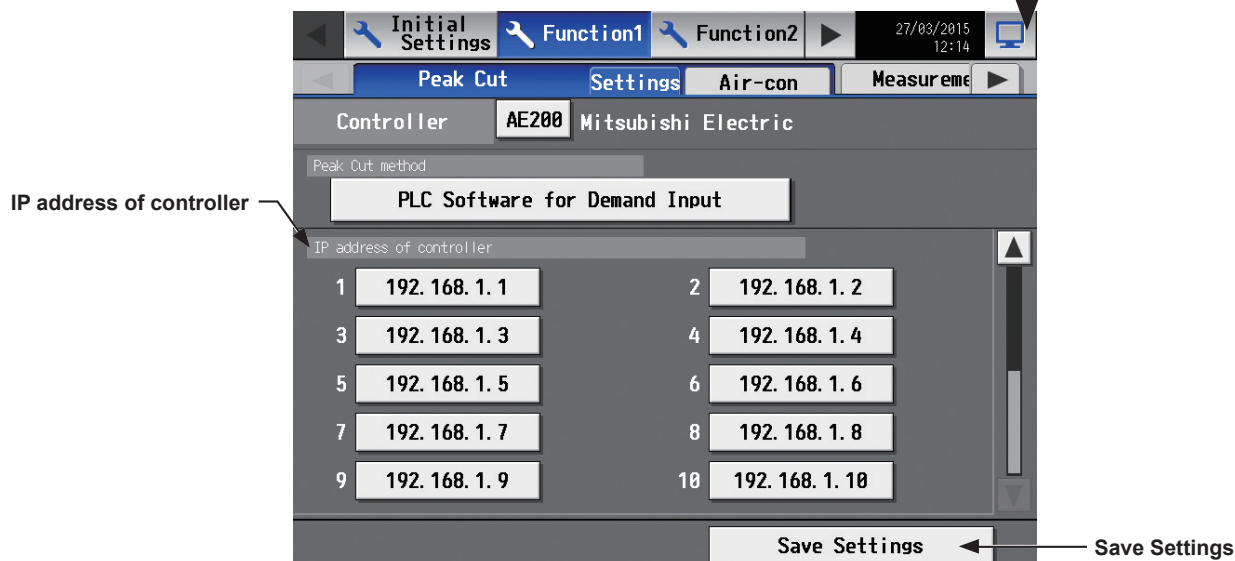 Initial Settings
Function1
Function2
27/03/2015
12:14
Peak Cut
Settings
Air-con
Measureme
Controller
AE200
Mitsubishi Electric
Peak Cut method
PLC Software for Demand Input
IP address of controller
IP address of controller
1 192.168.1.1
2 192.168.1.2
3 192.168.1.3
4 192.168.1.4
5 192.168.1.5
6 192.168.1.6
7 192.168.1.7
8 192.168.1.8
9 192.168.1.9
10 192.168.1.10
Save Settings
Save Settings